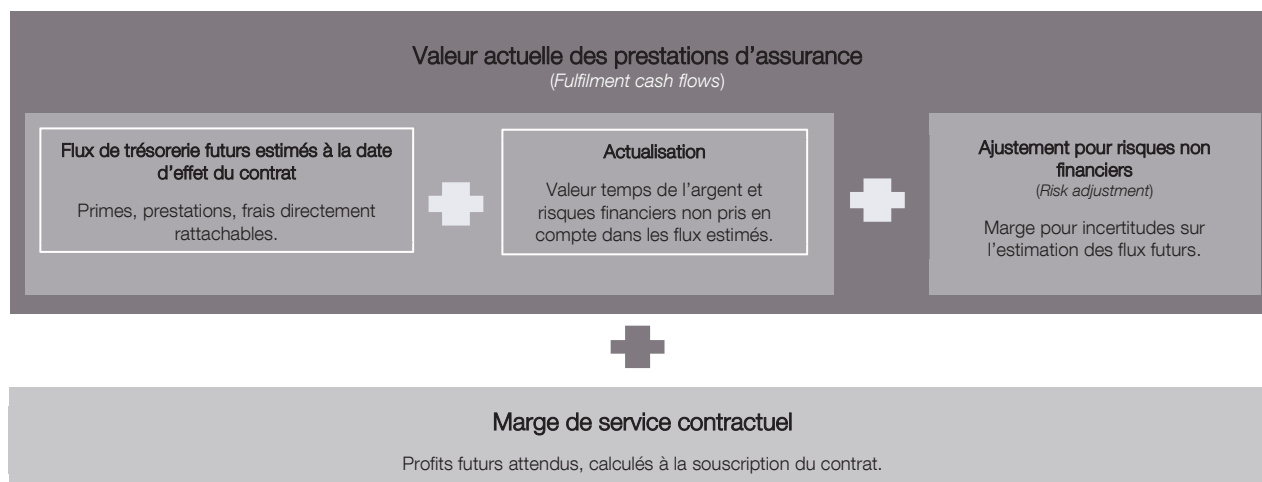 Valeur actuelle des prestations d’assurance
(Fulfilment cash flows)
Flux de trésorerie futurs estimés à la date
d’effet du contrat
Primes, prestations, frais directement
rattachables.
Actualisation
Valeur temps de l’argent et
risques financiers non pris en
compte dans les flux estimés.
Ajustement pour risques non
financiers
(Risk adjustment)
Marge pour incertitudes sur
l’estimation des flux futurs.
Marge de service contractuel
Profits futurs attendus, calculés à la souscription du contrat.